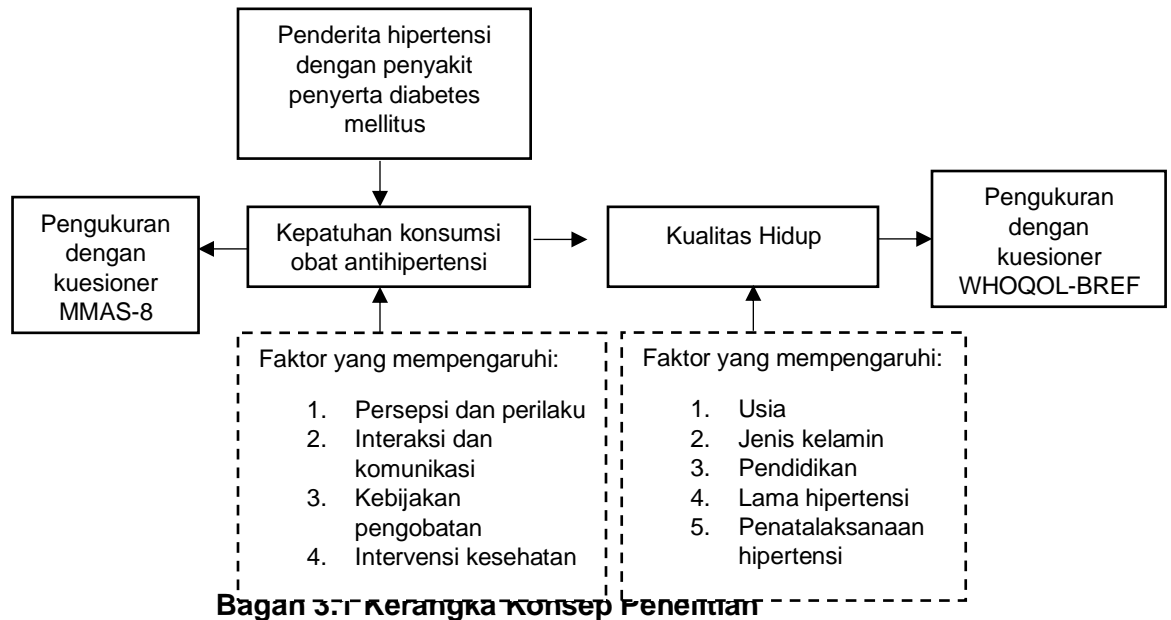 Penderita hipertensi
dengan penyakit
penyerta diabetes
mellitus
Pengukuran
dengan
kuesioner
MMAS-8
Kepatuhan konsumsi
obat antihipertensi
Kualitas Hidup
Pengukuran
dengan
kuesioner
WHOQOL-BREF
Faktor yang mempengaruhi:
1. Persepsi dan perilaku
2. Interaksi dan
komunikasi
3. Kebijakan
pengobatan
4. Intervensi kesehatan
Faktor yang mempengaruhi:
1. Usia
2. Jenis kelamin
3. Pendidikan
4. Lama hipertensi
5. Penatalaksanaan
hipertensi
Bagan 3.1 Kerangka Konsep Penelitian